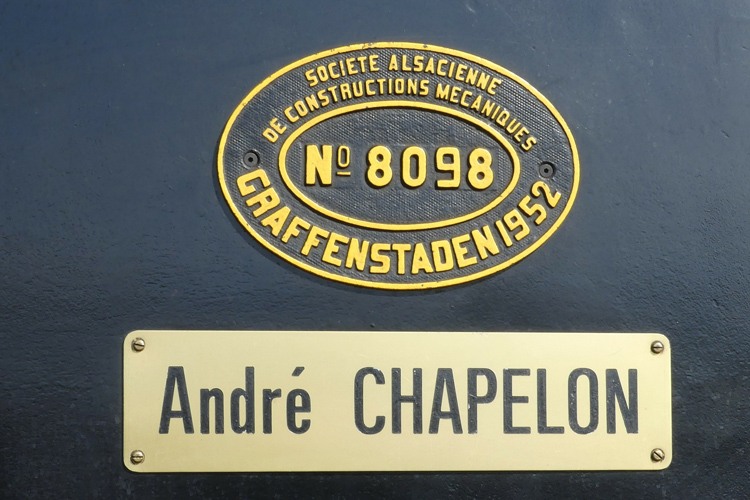 SOCIETE ALSACIENNE
DE CONSTRUCTIONS MECANIQUES
Nº 8098
GRAFFENSTADEN 1952
André CHAPELON